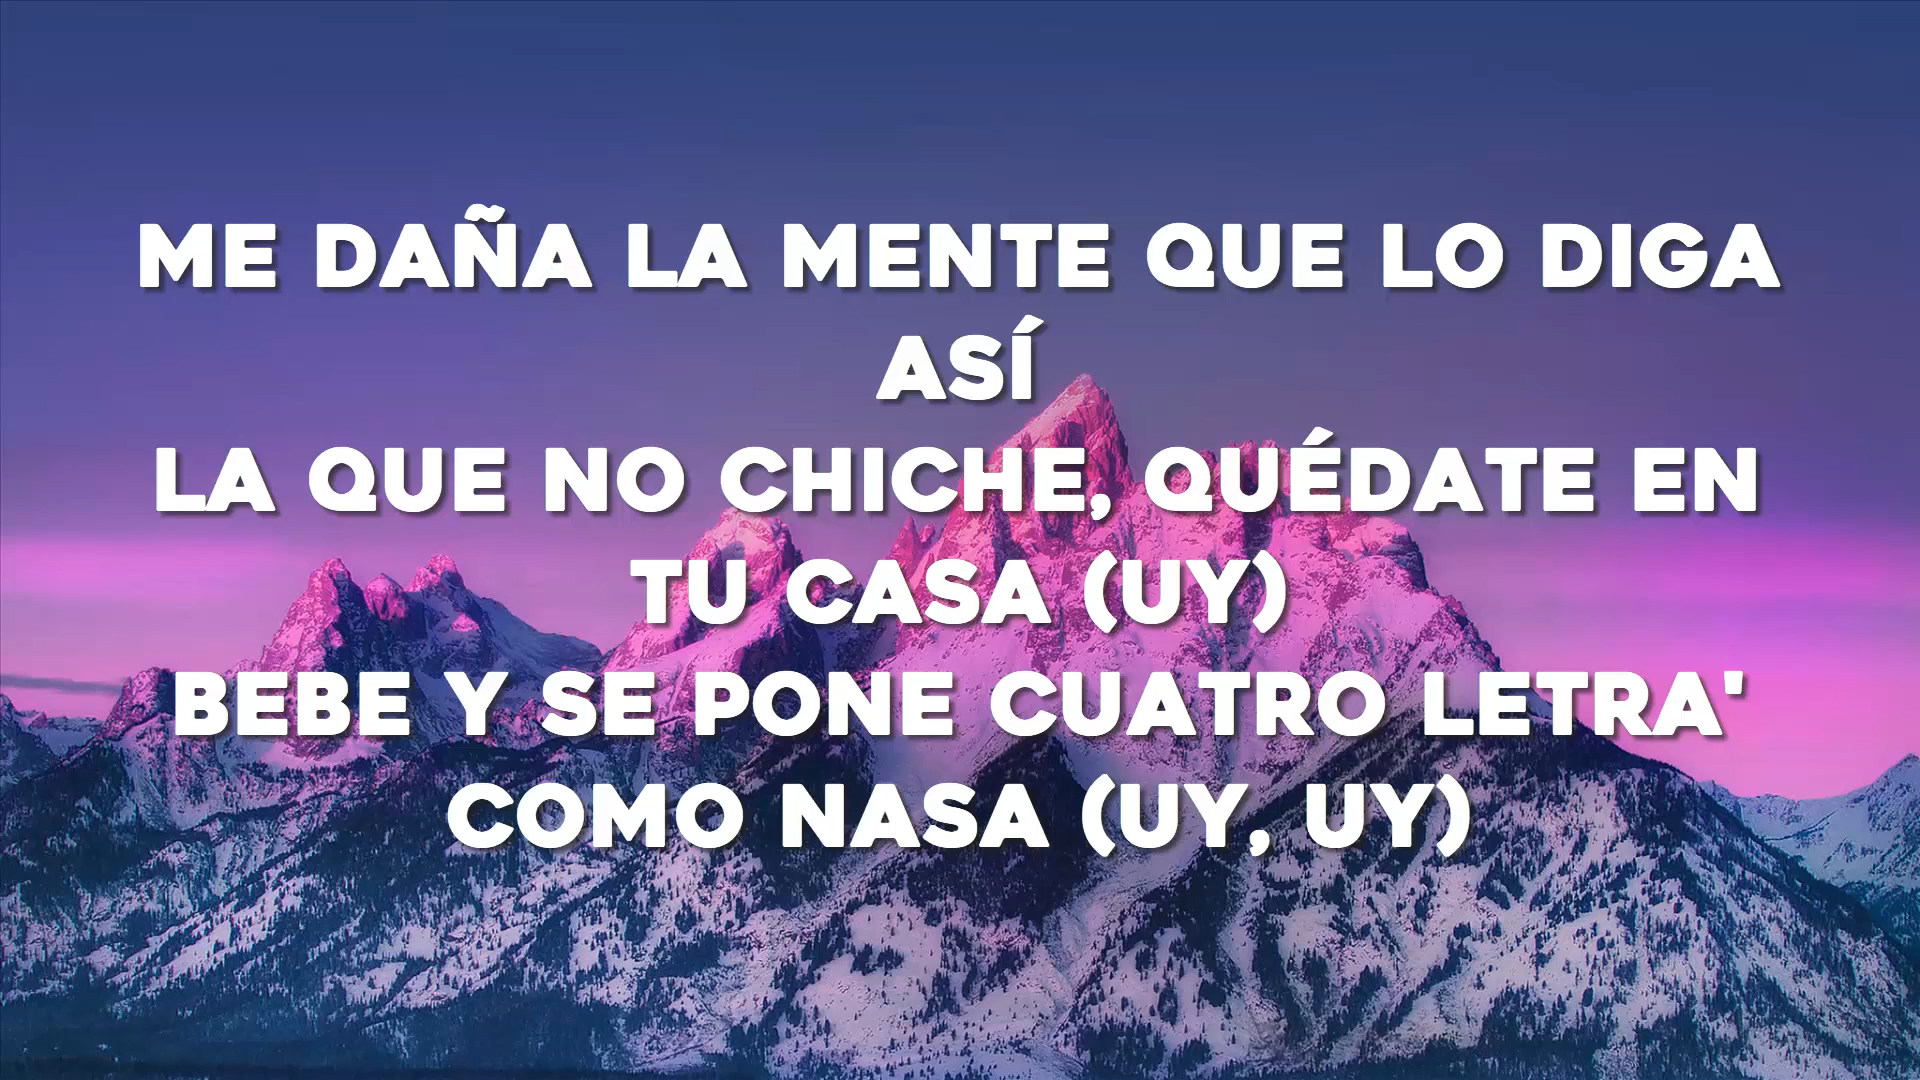 ME DAÑA LA MENTE QUE LO DIGA
ASÍ
LA QUE NO CHICHE, QUÉDATE EN
TU CASA (UY)
BEBE Y SE PONE CUATRO LETRA'
COMO NASA (UY, UY)